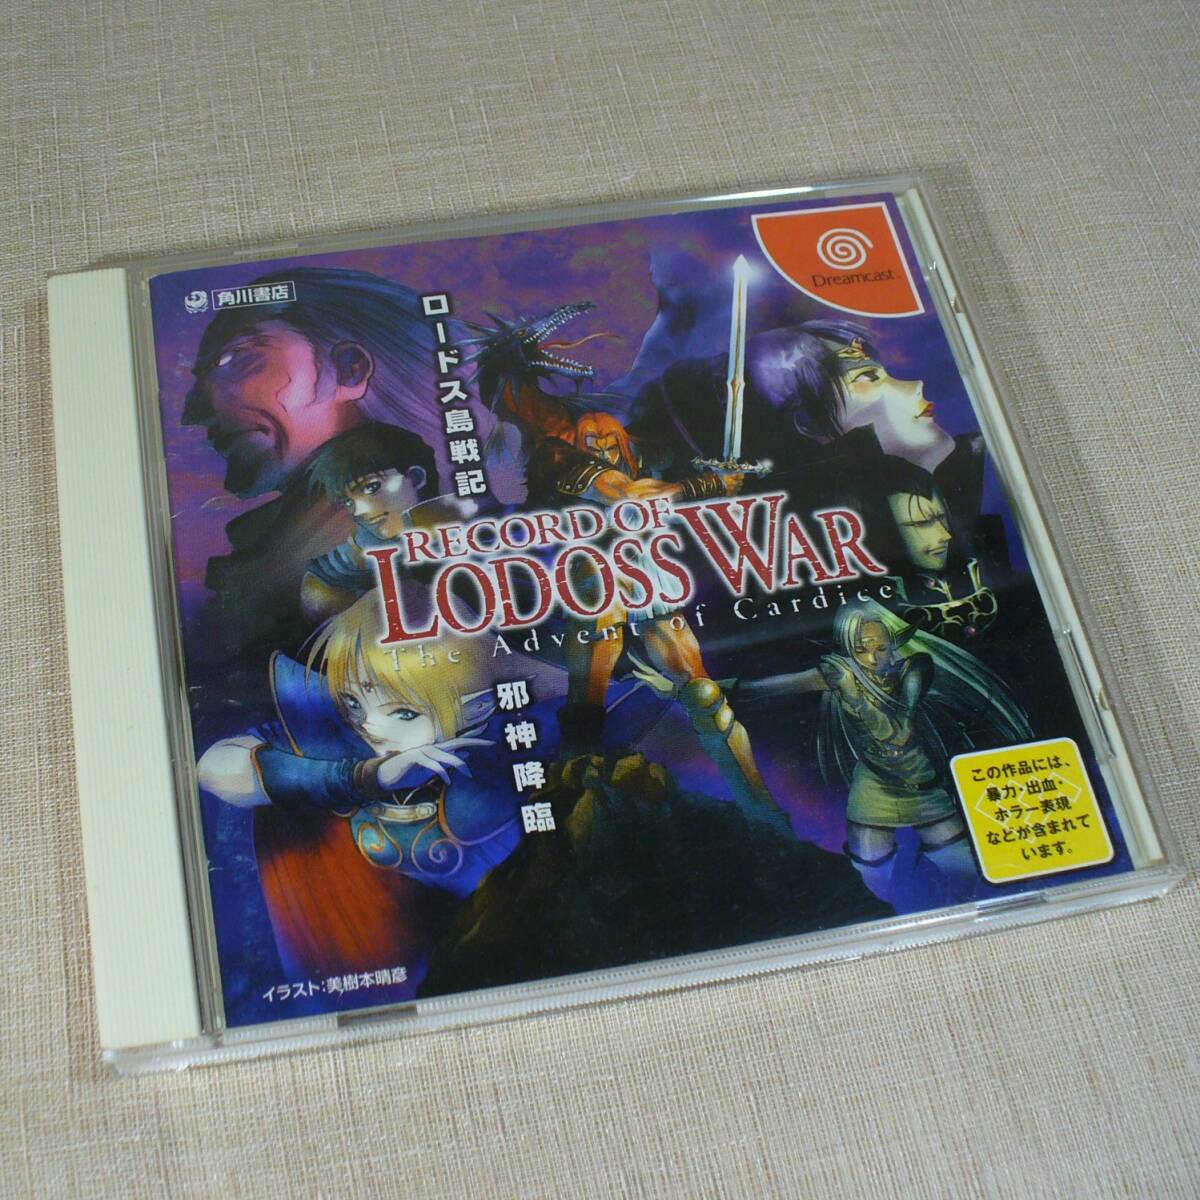 角川書店
Dreamcast™
ロードス島戦記
RECORD OF
LODOSS WAR
The Advent of Cardice
邪神降臨
この作品には、
暴力・出血・
ホラー表現
などが含まれて
います。
イラスト:美樹本晴彦